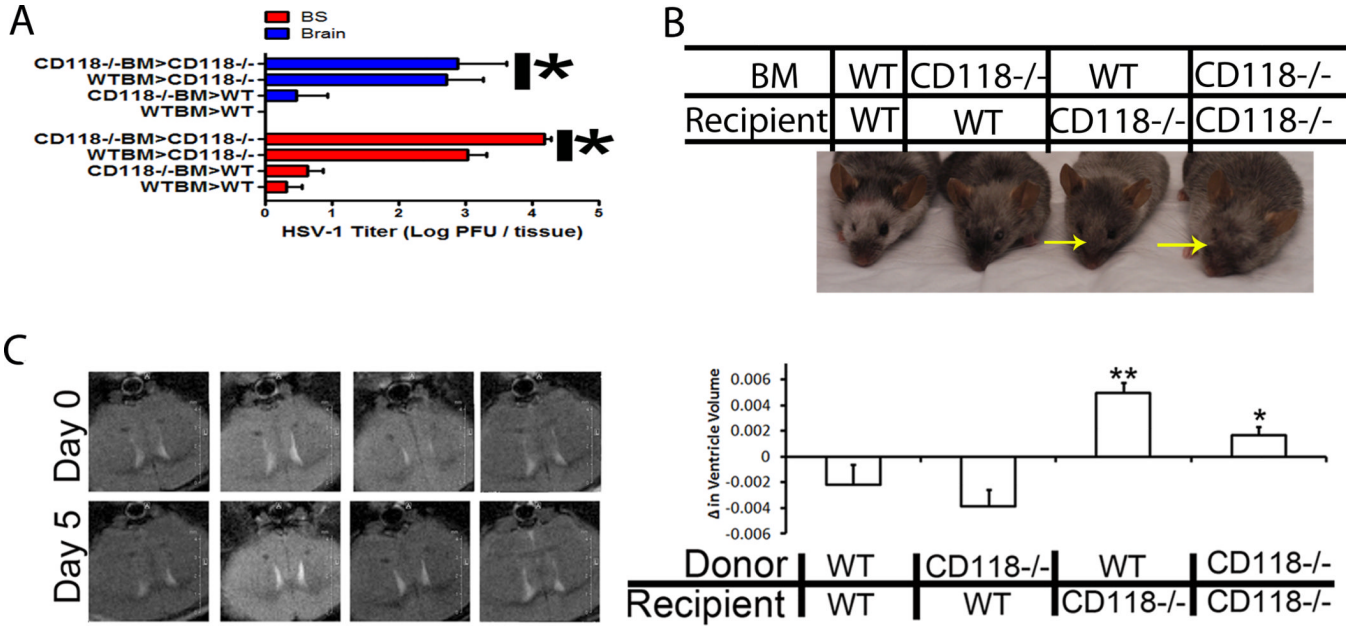 A
BS
Brain
CD118-/-BM>CD118-/-
WTBM>CD118-/-
CD118-/-BM>WT
WTBM>WT
*
CD118-/-BM>CD118-/-
WTBM>CD118-/-
CD118-/-BM>WT
WTBM>WT
*
0 1 2 3 4 5
HSV-1 Titer (Log PFU / tissue)
B
BM WT CD118-/- WT CD118-/-
Recipient WT WT CD118-/- CD118-/-
C
Day 0
Day 5
Δ in Ventricle Volume
0.006
0.004
0.002
0
-0.002
-0.004
-0.006
**
*
Donor WT CD118-/- WT CD118-/-
Recipient WT WT CD118-/- CD118-/-